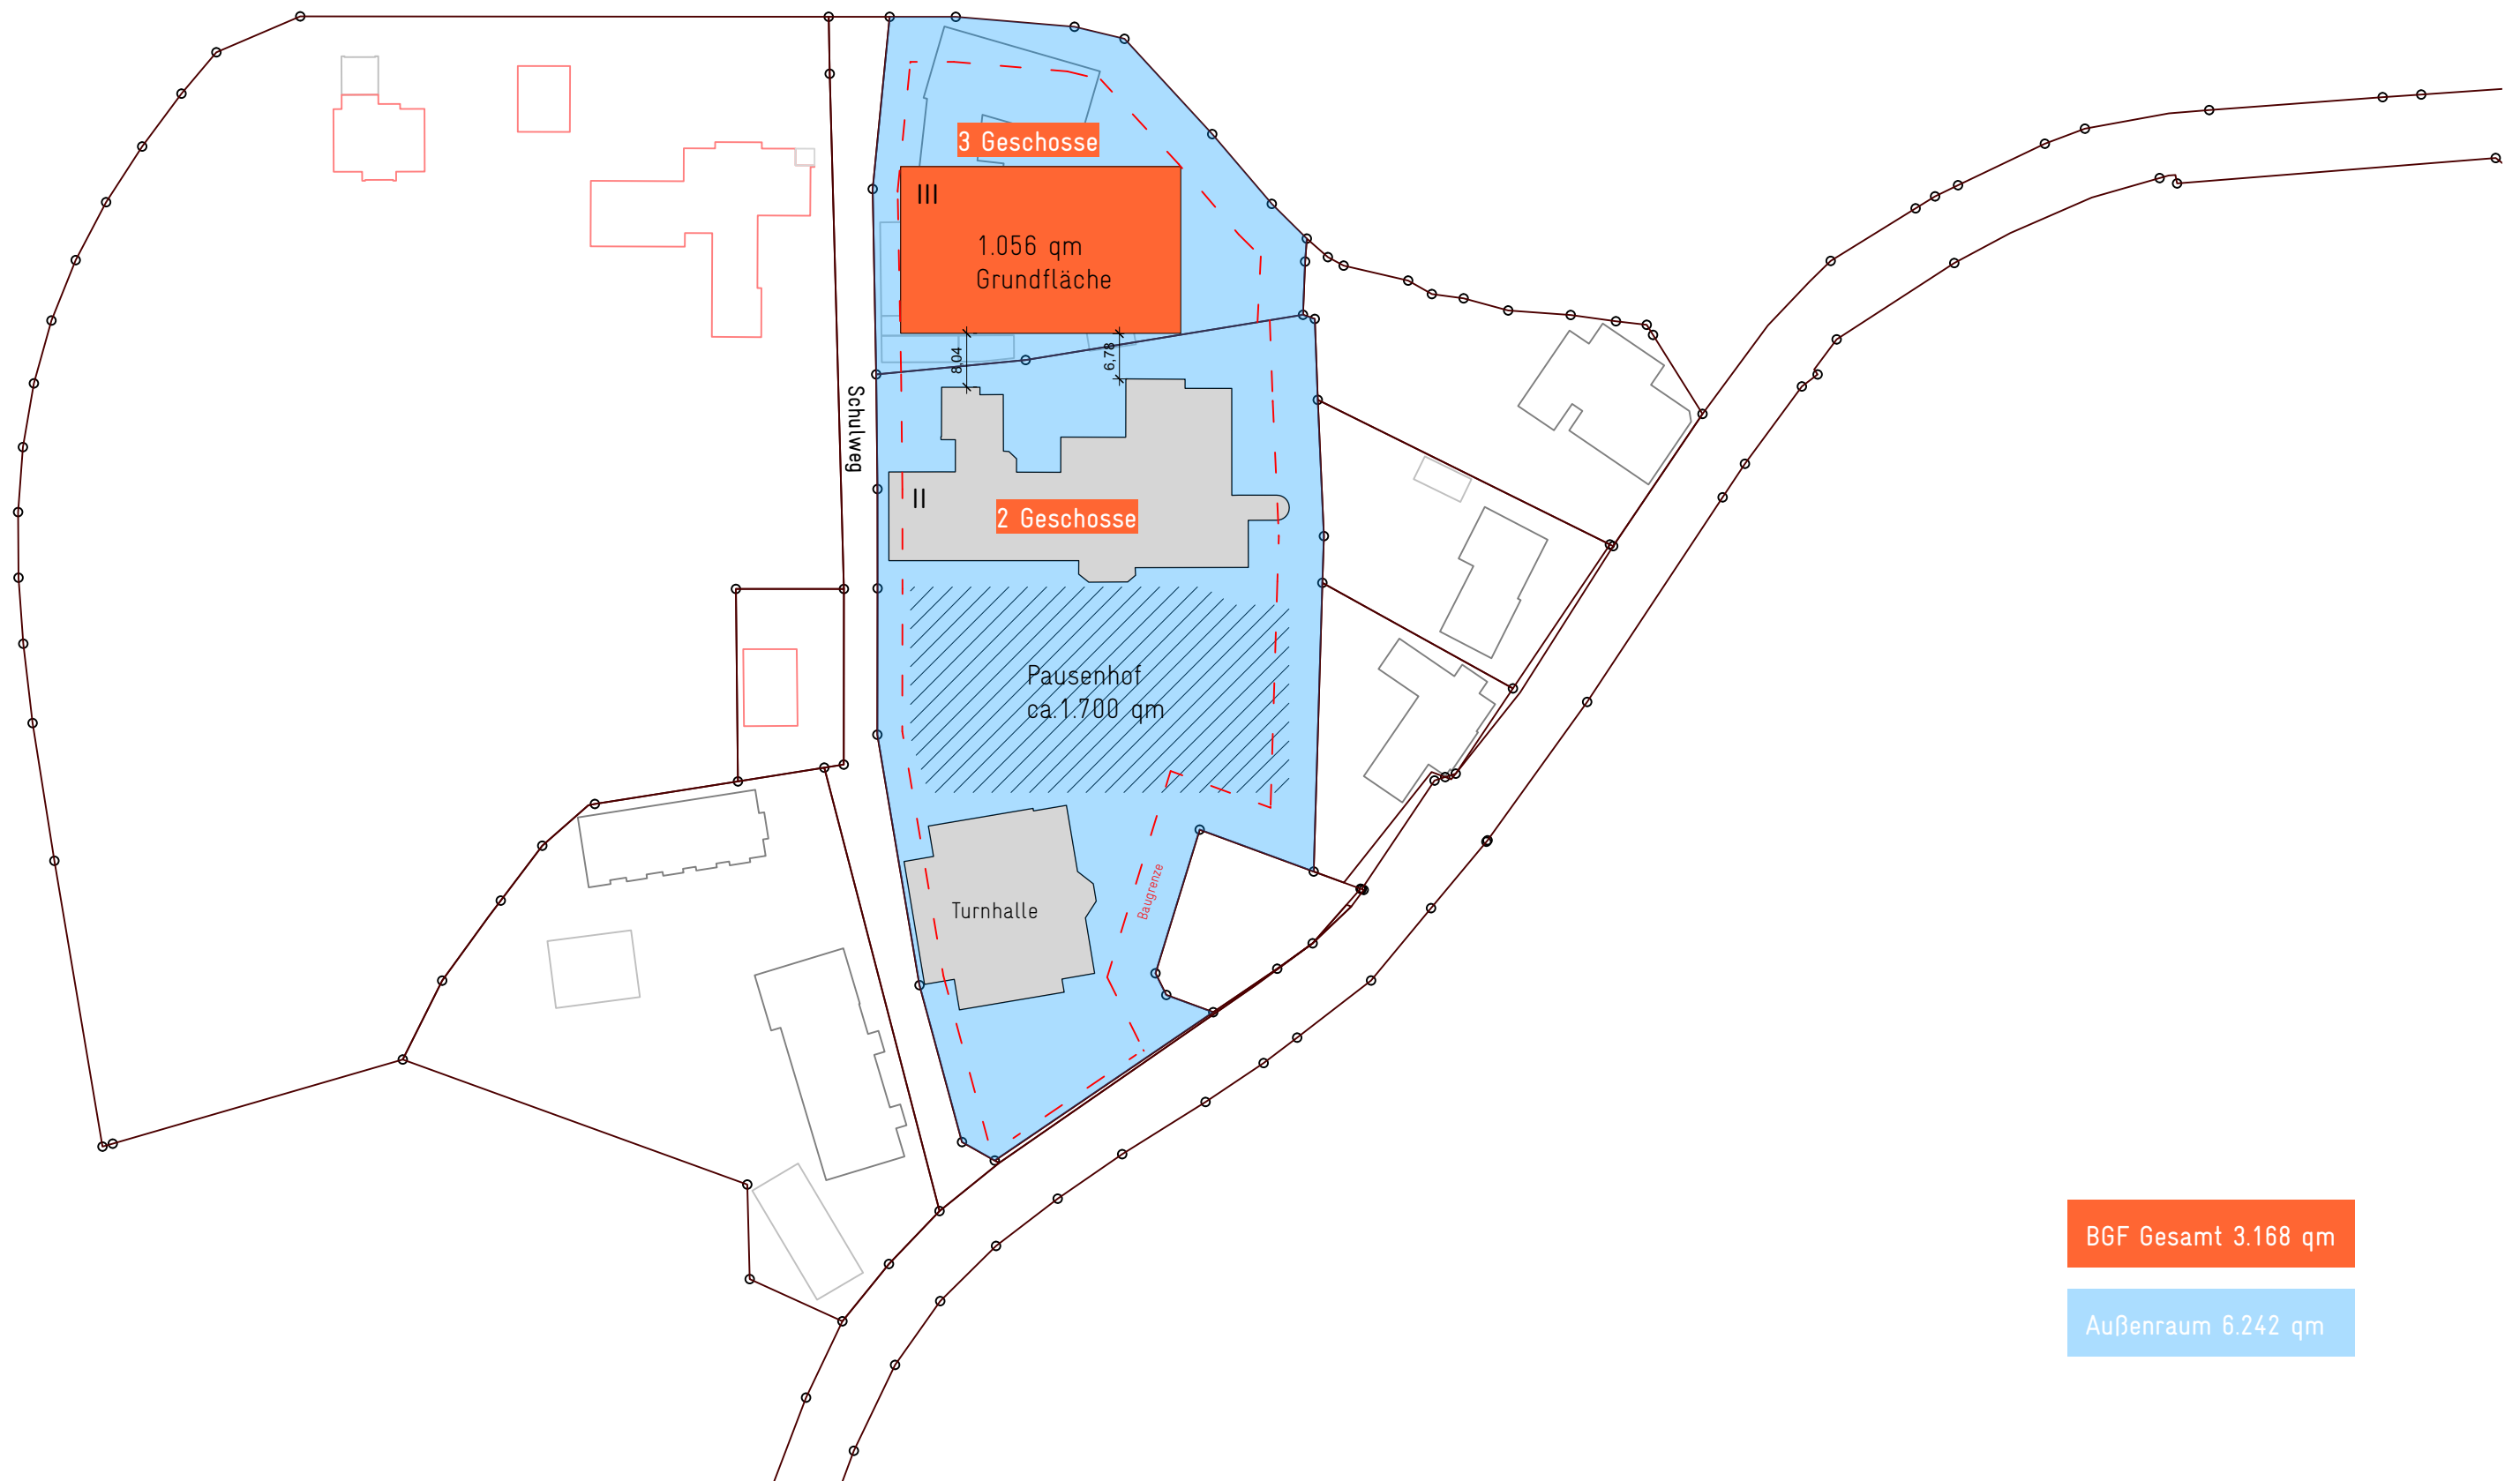 3 Geschosse
III
1.056 qm
Grundfläche
8,04
6,78
Schulweg
II
2 Geschosse
Pausenhof
ca.1.700 qm
Baugrenze
Turnhalle
BGF Gesamt 3.168 qm
Außenraum 6.242 qm